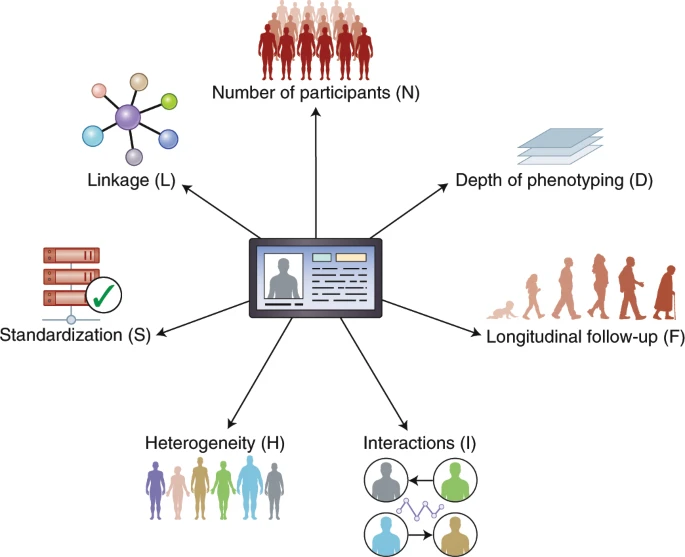 Number of participants (N)
Linkage (L)
Depth of phenotyping (D)
Standardization (S)
Longitudinal follow-up (F)
Heterogeneity (H)
Interactions (I)